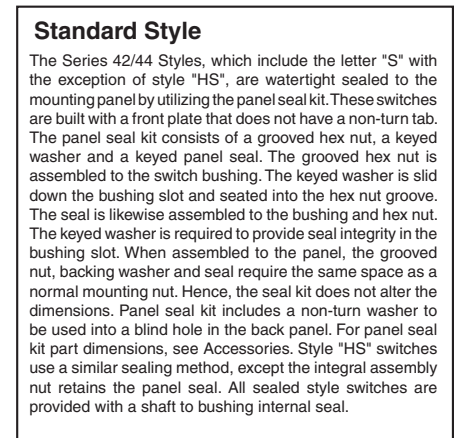 Standard Style
The Series 42/44 Styles, which include the letter "S" with
the exception of style "HS", are watertight sealed to the
mounting panel by utilizing the panel seal kit. These switches
are built with a front plate that does not have a non-turn tab.
The panel seal kit consists of a grooved hex nut, a keyed
washer and a keyed panel seal. The grooved hex nut is
assembled to the switch bushing. The keyed washer is slid
down the bushing slot and seated into the hex nut groove.
The seal is likewise assembled to the bushing and hex nut.
The keyed washer is required to provide seal integrity in the
bushing slot. When assembled to the panel, the grooved
nut, backing washer and seal require the same space as a
normal mounting nut. Hence, the seal kit does not alter the
dimensions. Panel seal kit includes a non-turn washer to
be used into a blind hole in the back panel. For panel seal
kit part dimensions, see Accessories. Style "HS" switches
use a similar sealing method, except the integral assembly
nut retains the panel seal. All sealed style switches are
provided with a shaft to bushing internal seal.